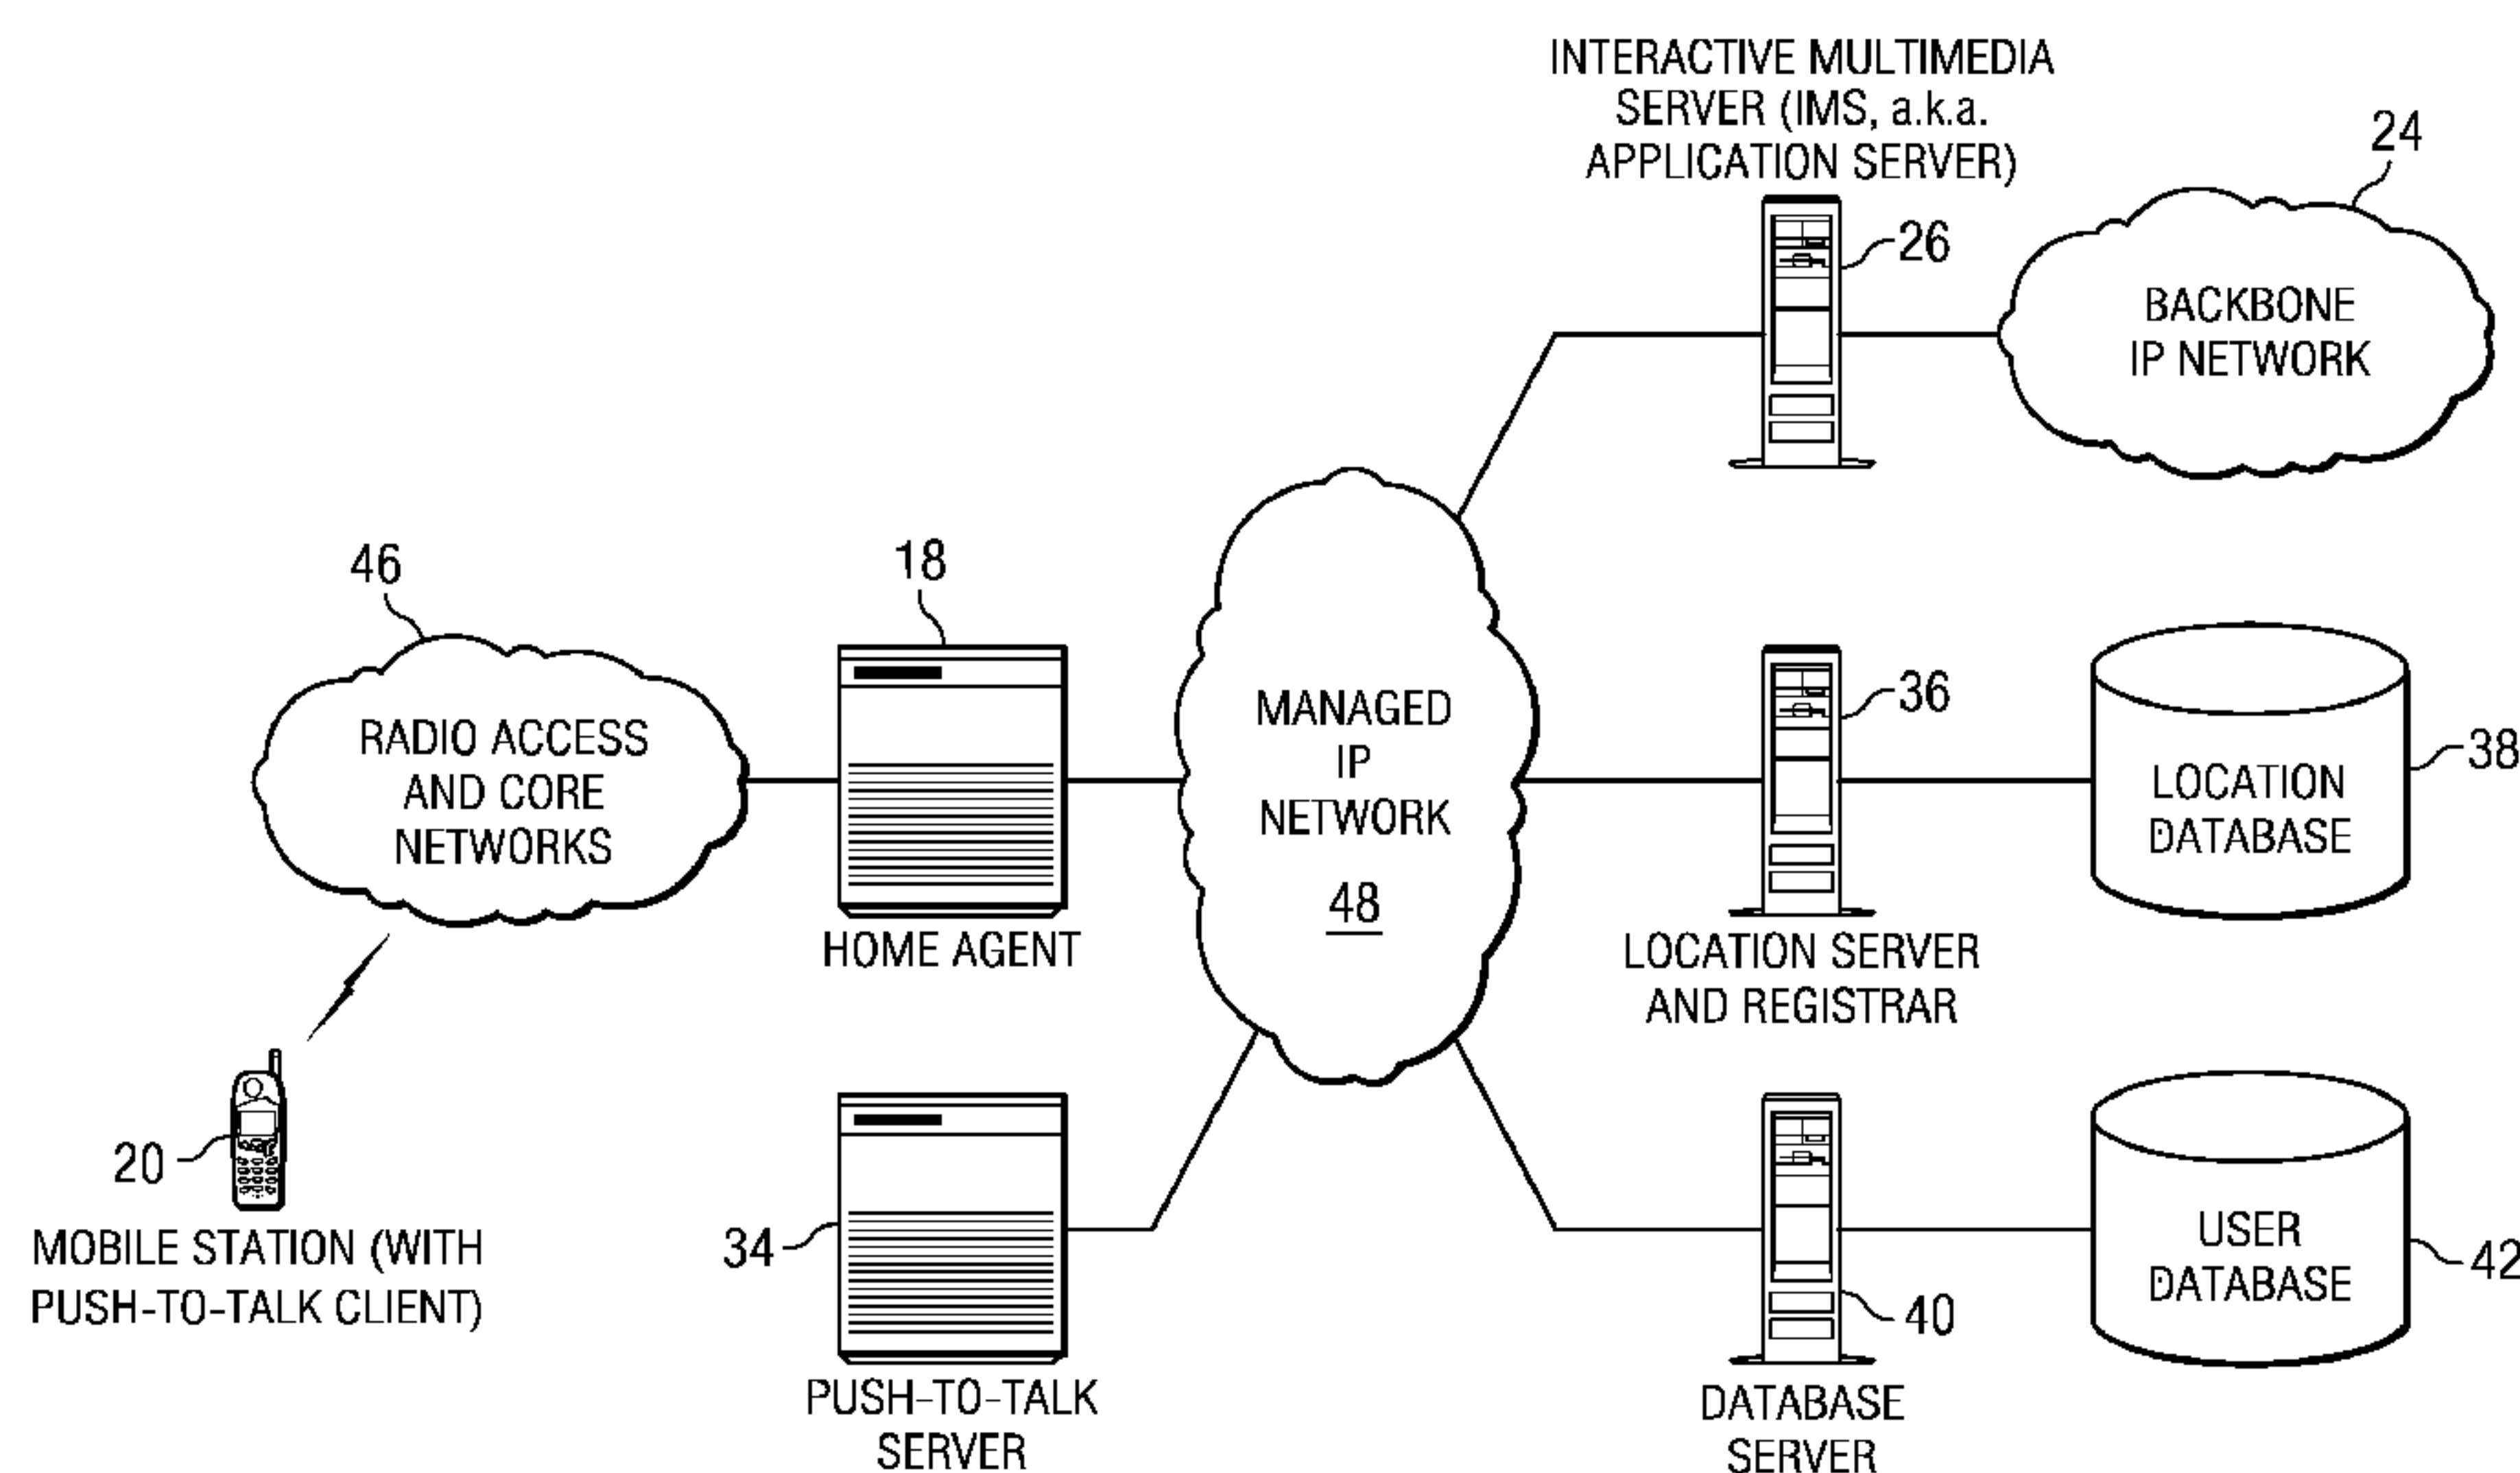 INTERACTIVE MULTIMEDIA
SERVER (IMS, a.k.a.
APPLICATION SERVER)
24
26
BACKBONE
IP NETWORK
46
18
RADIO ACCESS
AND CORE
NETWORKS
HOME AGENT
MANAGED
IP
NETWORK
48
36
LOCATION SERVER
AND REGISTRAR
38
LOCATION
DATABASE
20
MOBILE STATION (WITH
PUSH-TO-TALK CLIENT)
34
PUSH-TO-TALK
SERVER
40
DATABASE
SERVER
USER
DATABASE
42